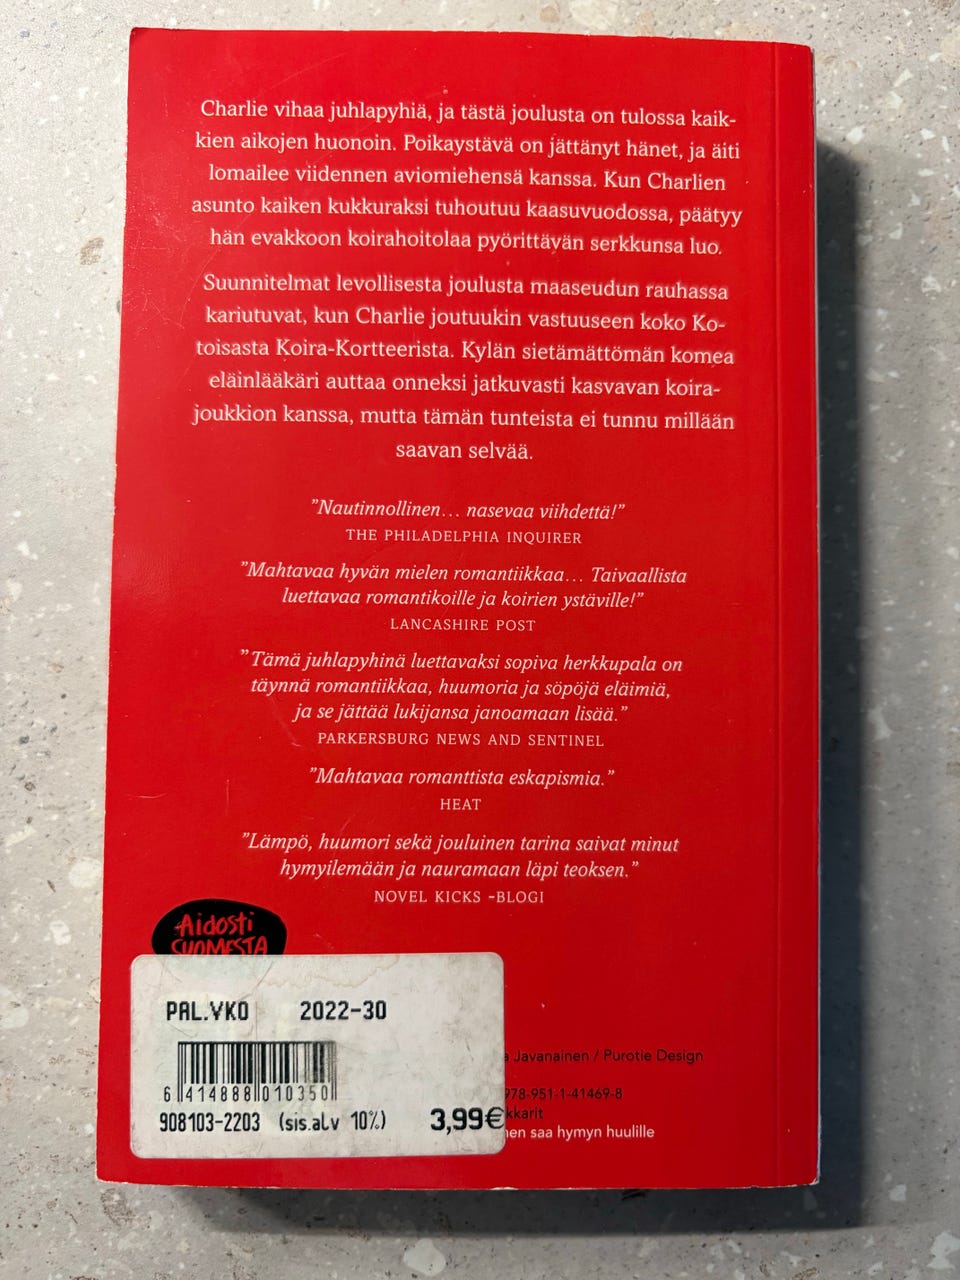 Charlie vihaa juhlapyhiä, ja tästä joulusta on tulossa kaik-
kien aikojen huonoin. Poikaystävä on jättänyt hänet, ja äiti
lomailee viidennen aviomiehensä kanssa. Kun Charlien
asunto kaiken kukkuraksi tuhoutuu kaasuvuodossa, päätyy
hän evakkoon koirahoitolaa pyörittävän serkkunsa luo.
Suunnitelmat levollisesta joulusta maaseudun rauhassa
kariutuvat, kun Charlie joutuukin vastuuseen koko Ko-
toisasta Koira-Kortteerista. Kylän sietämättömän komea
eläinlääkäri auttaa onneksi jatkuvasti kasvavan koira-
joukkion kanssa, mutta tämän tunteista ei tunnu millään
saavan selvää.
”Nautinnollinen... nasevaa viihdettä!”
THE PHILADELPHIA INQUIRER
”Mahtavaa hyvän mielen romantiikkaa... Taivaallista
luettavaa romantikoille ja koirien ystäville!”
LANCASHIRE POST
”Tämä juhlapyhinä luettavaksi sopiva herkkupala on
täynnä romantiikkaa, huumoria ja söpöjä eläimiä,
ja se jättää lukijansa janoamaan lisää.”
PARKERSBURG NEWS AND SENTINEL
”Mahtavaa romanttista eskapismia.”
HEAT
”Lämpö, huumori sekä jouluinen tarina saivat minut
hymyilemään ja nauramaan läpi teoksen.”
NOVEL KICKS -BLOGI
Aidosti
SUOMESTA
PAL.VKO 2022-30
6 414888 010350
908103-2203 (sis.alv 10%) 3,99€
a Javanainen / Purotie Design
978-951-1-41469-8
kkarit
nen saa hymyn huulille